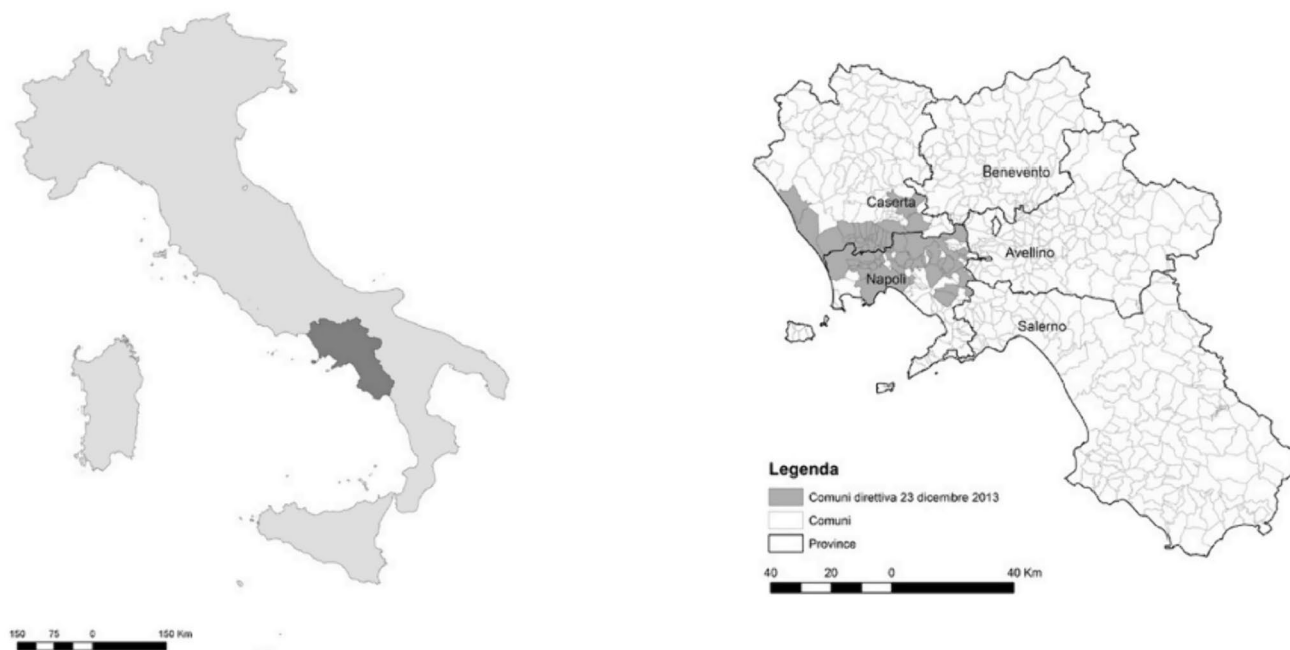 Benevento
Caserta
Avellino
Napoli
Salerno
Legenda
Comuni direttiva 23 dicembre 2013
Comuni
Province
40 20 0 40 Km
150 75 0 150 Km